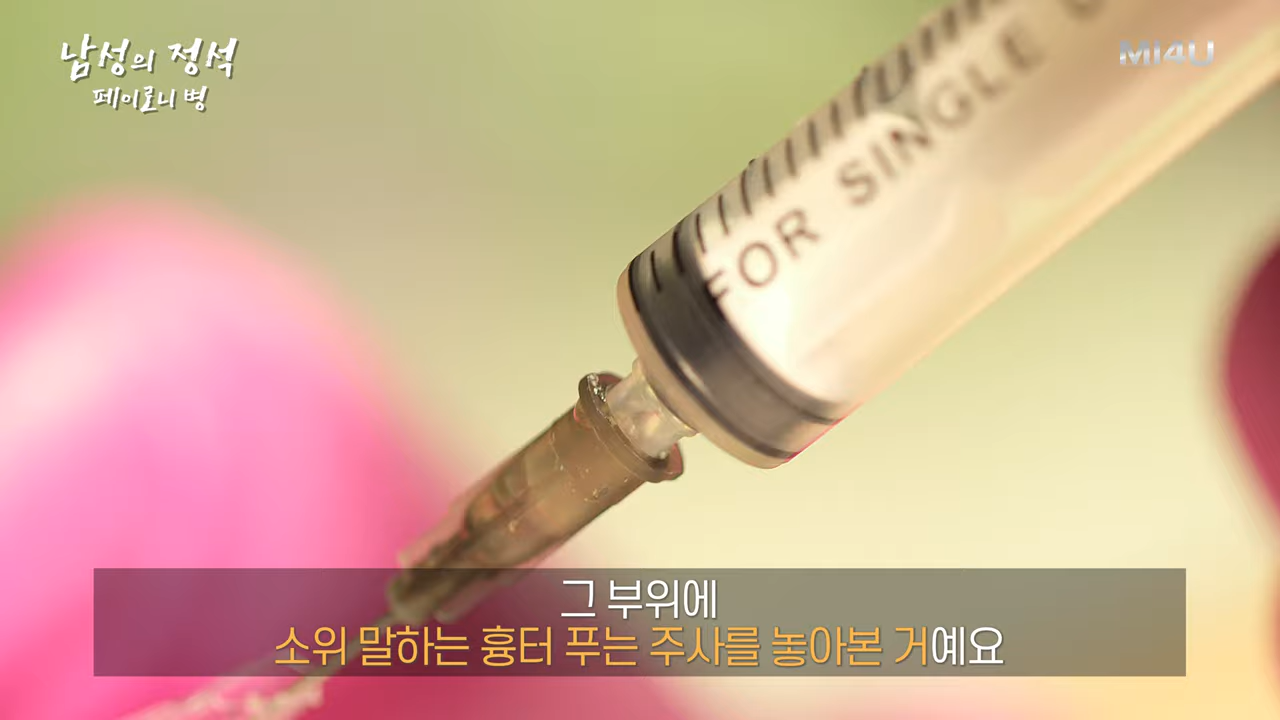 남성의 정석
페이로니 병
MI4U
FOR SINGLE
그 부위에
소위 말하는 흉터 푸는 주사를 놓아본 거예요